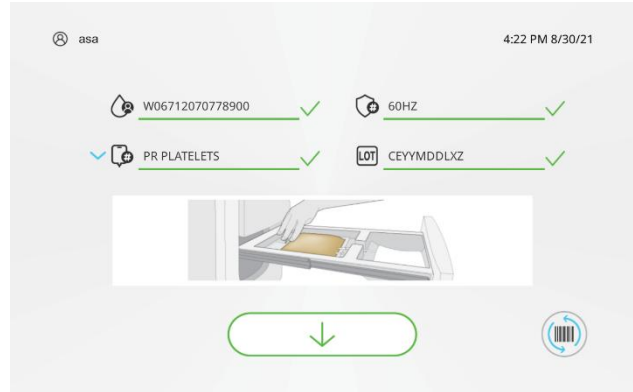 asa
4:22 PM 8/30/21
W06712070778900
60HZ
PR PLATELETS
LOT
CEYYMDDLXZ